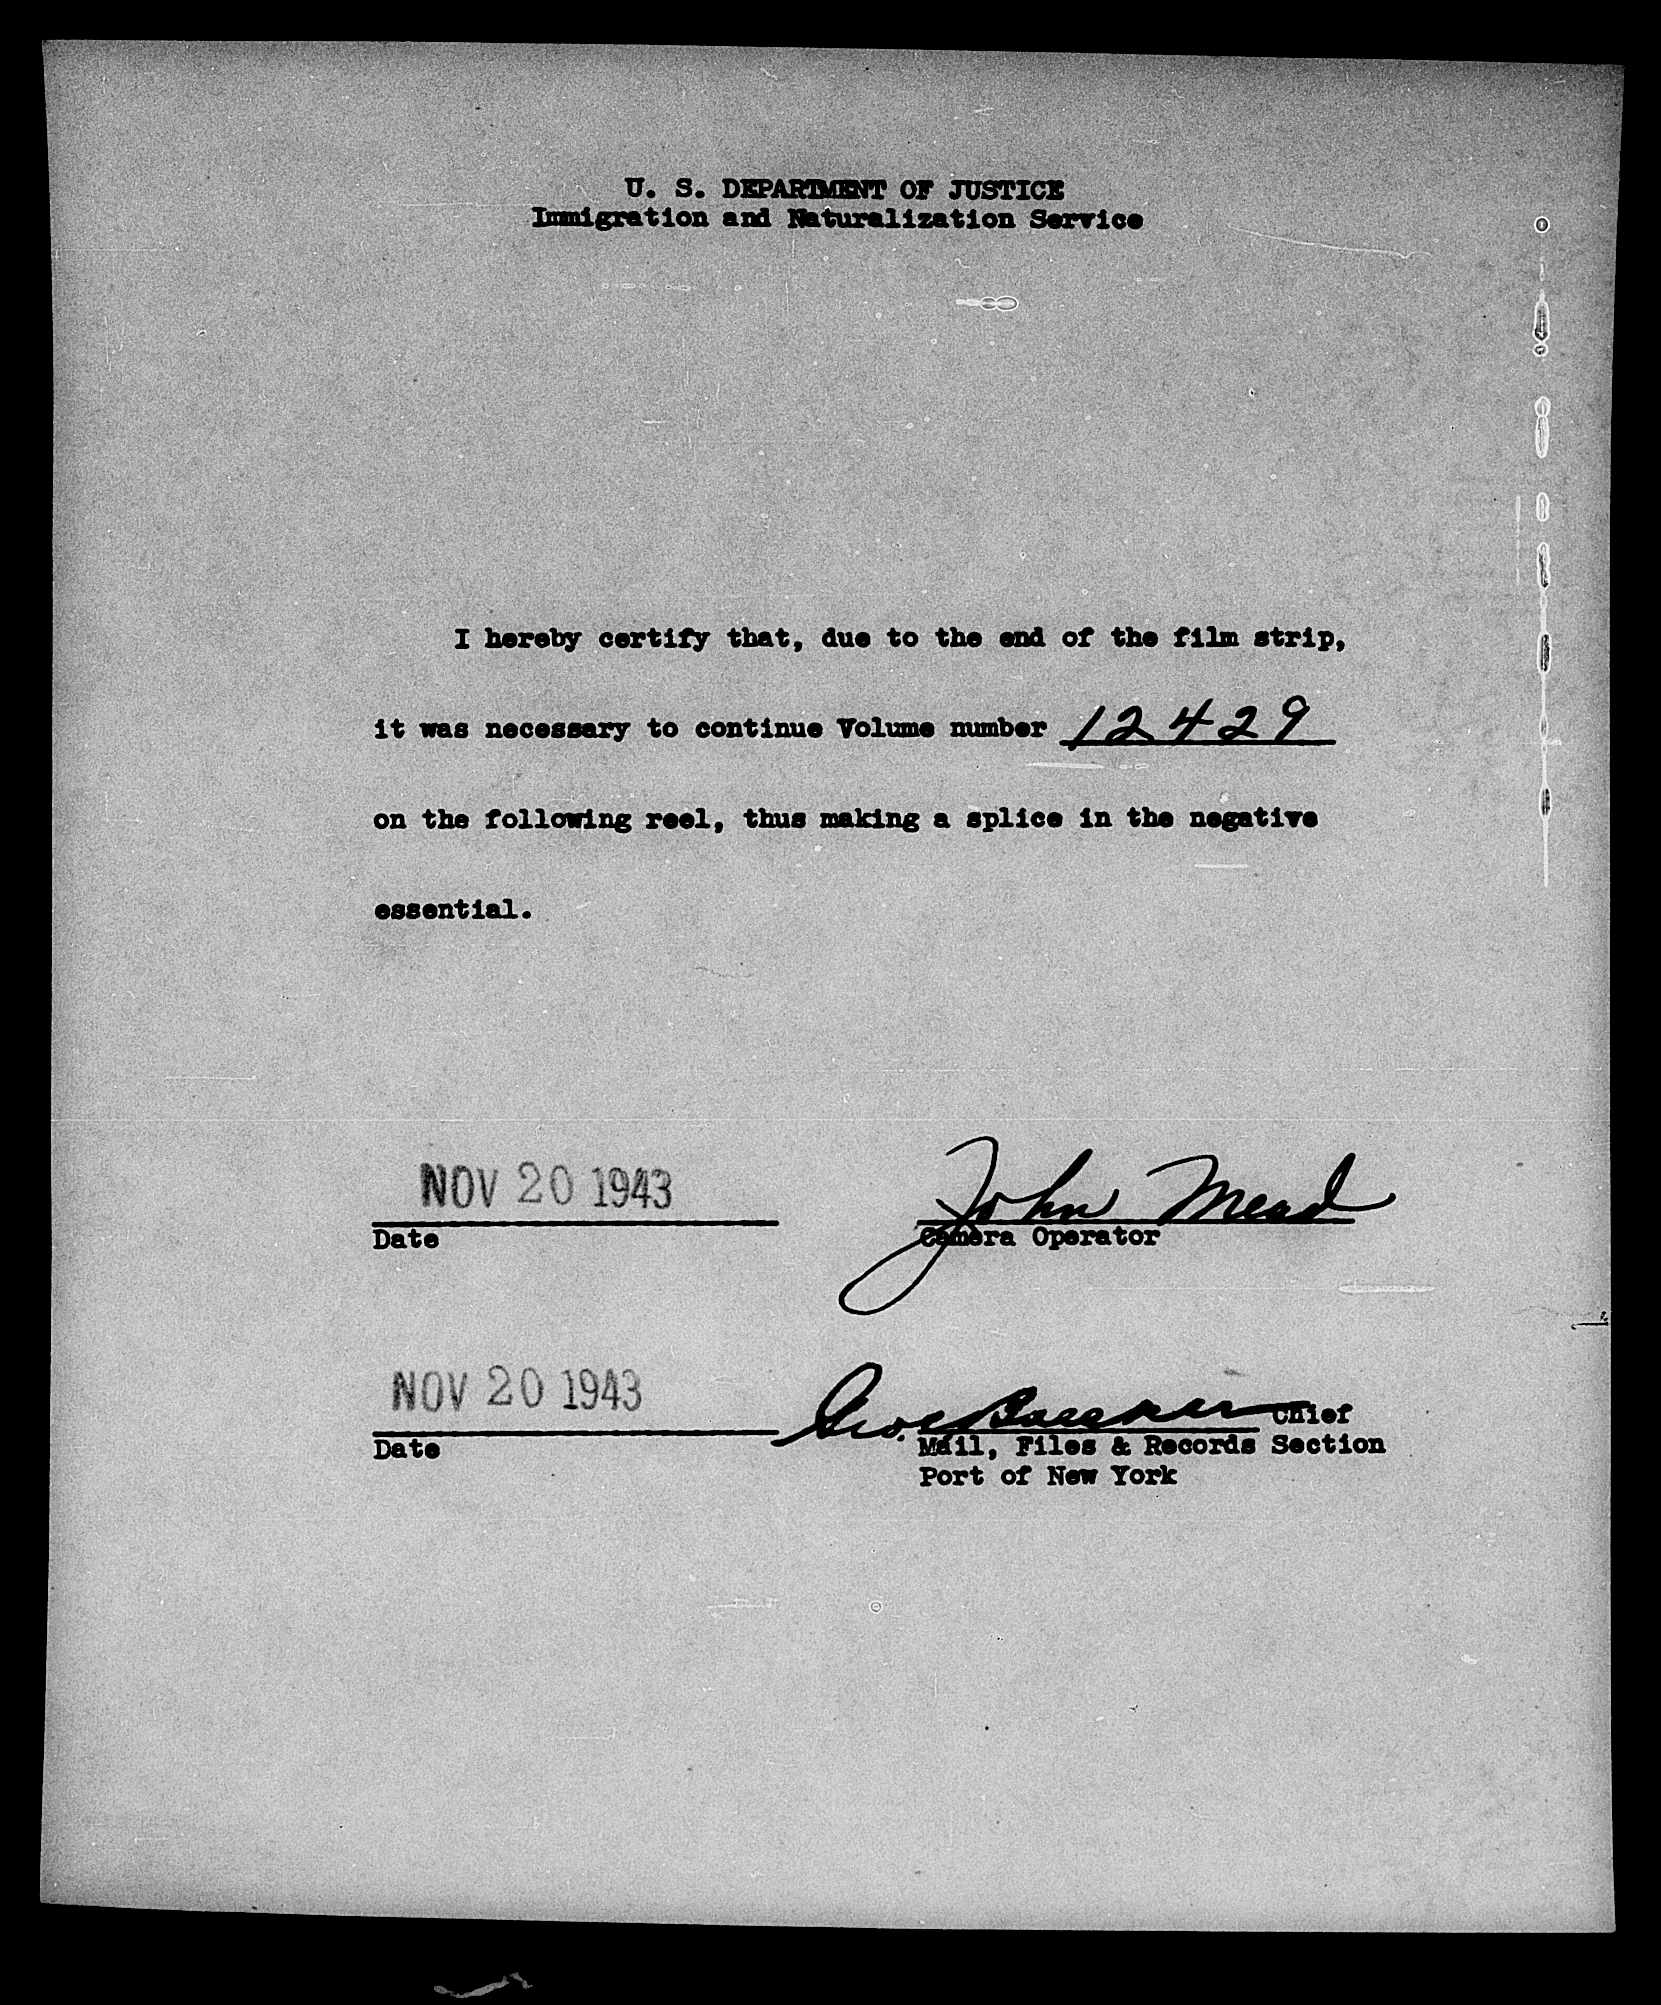 U. S. DEPARTMENT OF JUSTICE
Immigration and Naturalization Service
I hereby certify that, due to the end of the film strip,
it was necessary to continue Volume number 12429
on the following reel, thus making a splice in the negative
essential.
NOV 20 1943
John Mead
Date
Camera Operator
NOV 20 1943
Geo.
Chief
Date
Mail, Files & Records Section
Port of New York